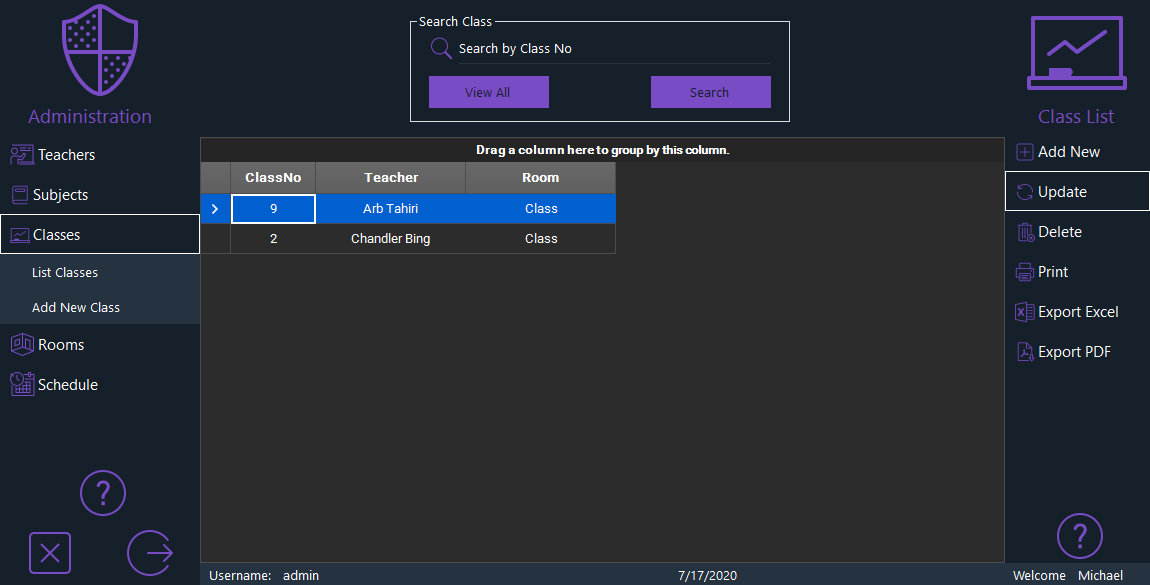 Administration
Teachers
Subjects
Classes
List Classes
Add New Class
Rooms
Schedule
?
Search Class
Search by Class No
View All
Search
Drag a column here to group by this column.
ClassNo Teacher Room
9 Arb Tahiri Class
2 Chandler Bing Class
Class List
Add New
Update
Delete
Print
Export Excel
Export PDF
?
Username: admin
7/17/2020
Welcome Michael